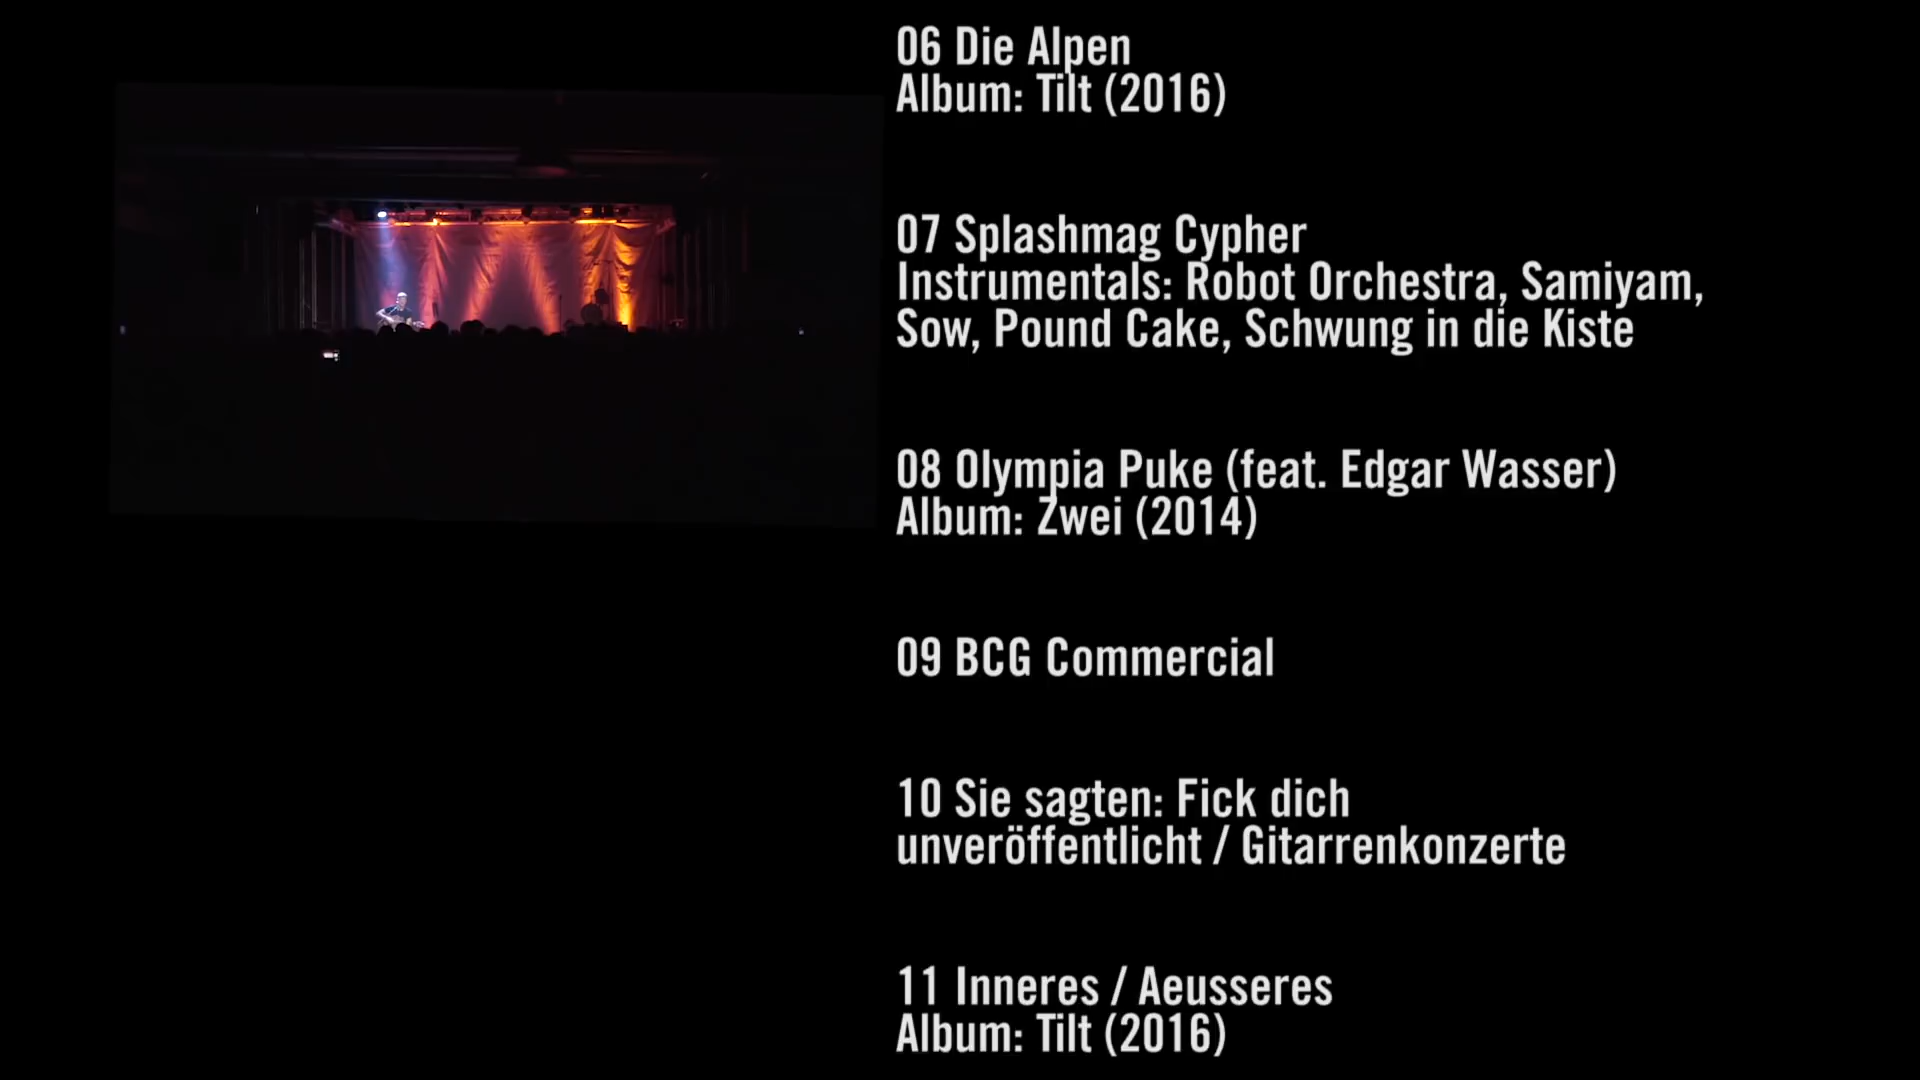 06 Die Alpen
Album: Tilt (2016)
07 Splashmag Cypher
Instrumentals: Robot Orchestra, Samiyam,
Sow, Pound Cake, Schwung in die Kiste
08 Olympia Puke (feat. Edgar Wasser)
Album: Zwei (2014)
09 BCG Commercial
10 Sie sagten: Fick dich
unveröffentlicht / Gitarrenkonzerte
11 Inneres / Aeusseres
Album: Tilt (2016)